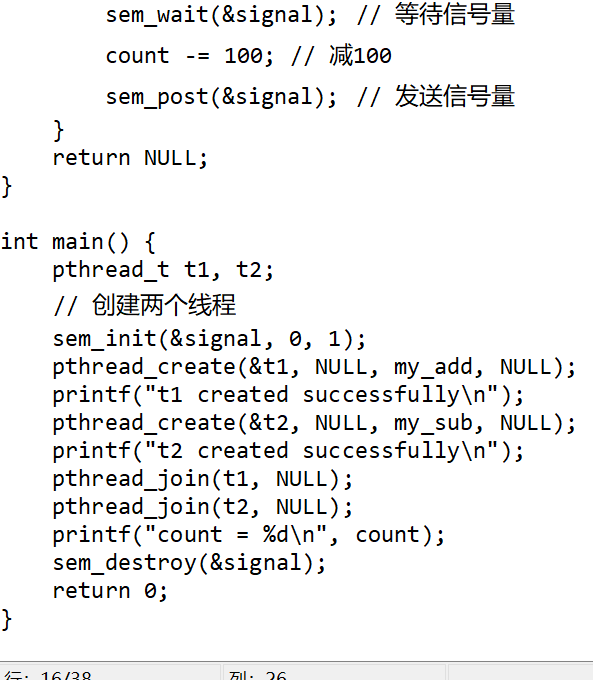 sem_wait(&signal); // 等待信号量
count -= 100; // 减100
sem_post(&signal); // 发送信号量
}
return NULL;
}
int main() {
pthread_t t1, t2;
// 创建两个线程
sem_init(&signal, 0, 1);
pthread_create(&t1, NULL, my_add, NULL);
printf("t1 created successfully\n");
pthread_create(&t2, NULL, my_sub, NULL);
printf("t2 created successfully\n");
pthread_join(t1, NULL);
pthread_join(t2, NULL);
printf("count = %d\n", count);
sem_destroy(&signal);
return 0;
}
行: 16/38 列: 26